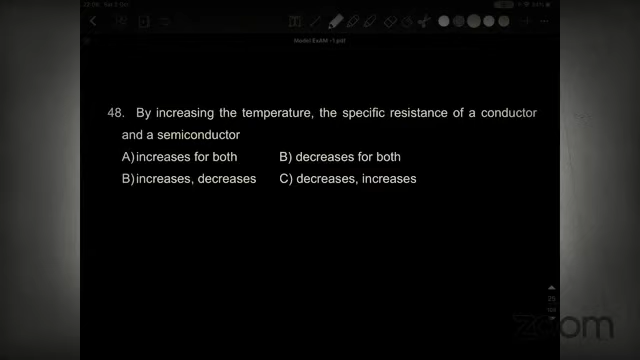 Model ExAM -1.pdf
48. By increasing the temperature, the specific resistance of a conductor
and a semiconductor
A) increases for both B) decreases for both
B) increases, decreases C) decreases, increases
zoom